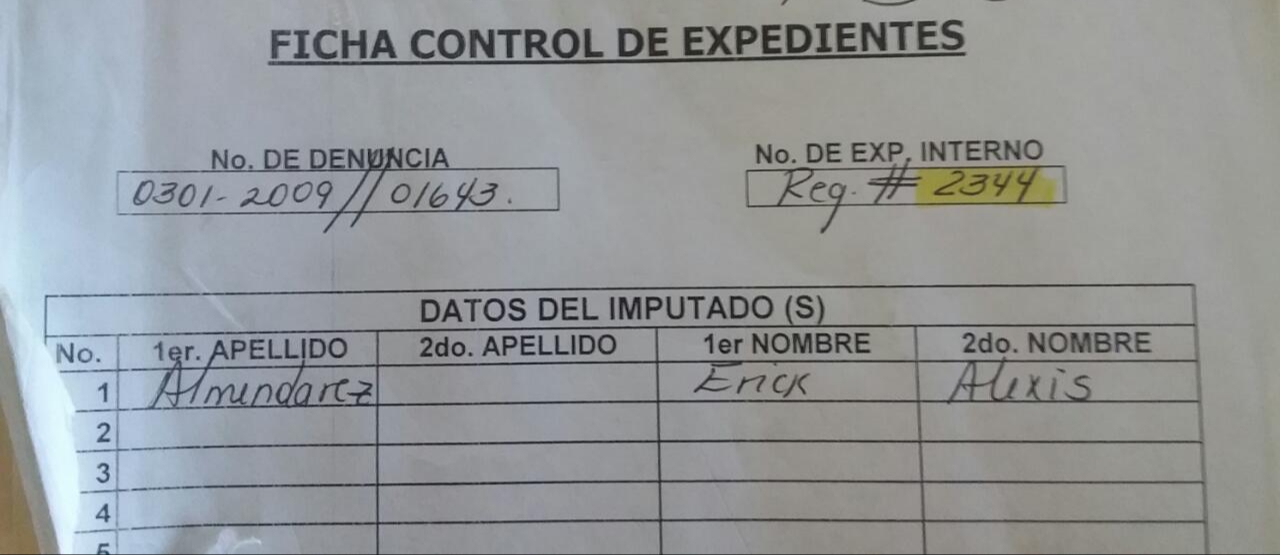 FICHA CONTROL DE EXPEDIENTES
No. DE DENUNCIA
0301-2009//01643.
No. DE EXP. INTERNO
Reg. # 2344
DATOS DEL IMPUTADO (S)
No. 1er. APELLIDO 2do. APELLIDO 1er NOMBRE 2do. NOMBRE
1 Almendarez Erick Alexis
2
3
4
5